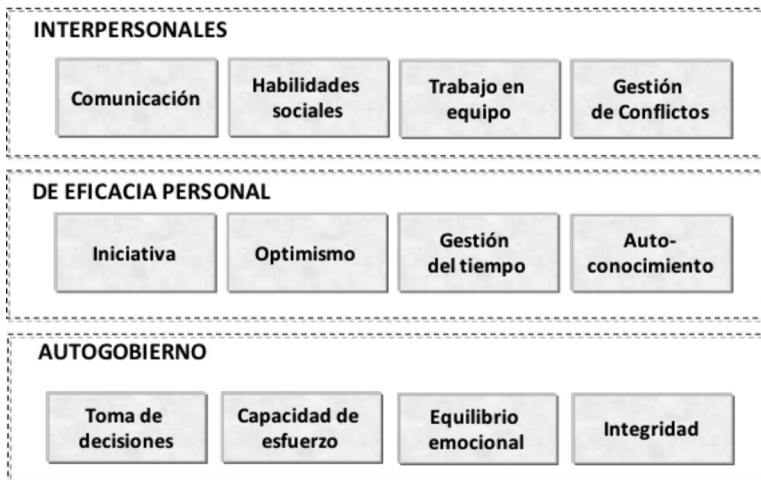 INTERPERSONALES
Comunicación
Habilidades
sociales
Trabajo en
equipo
Gestión
de Conflictos
DE EFICACIA PERSONAL
Iniciativa
Optimismo
Gestión
del tiempo
Auto-
conocimiento
AUTOGOBIERNO
Toma de
decisiones
Capacidad de
esfuerzo
Equilibrio
emocional
Integridad